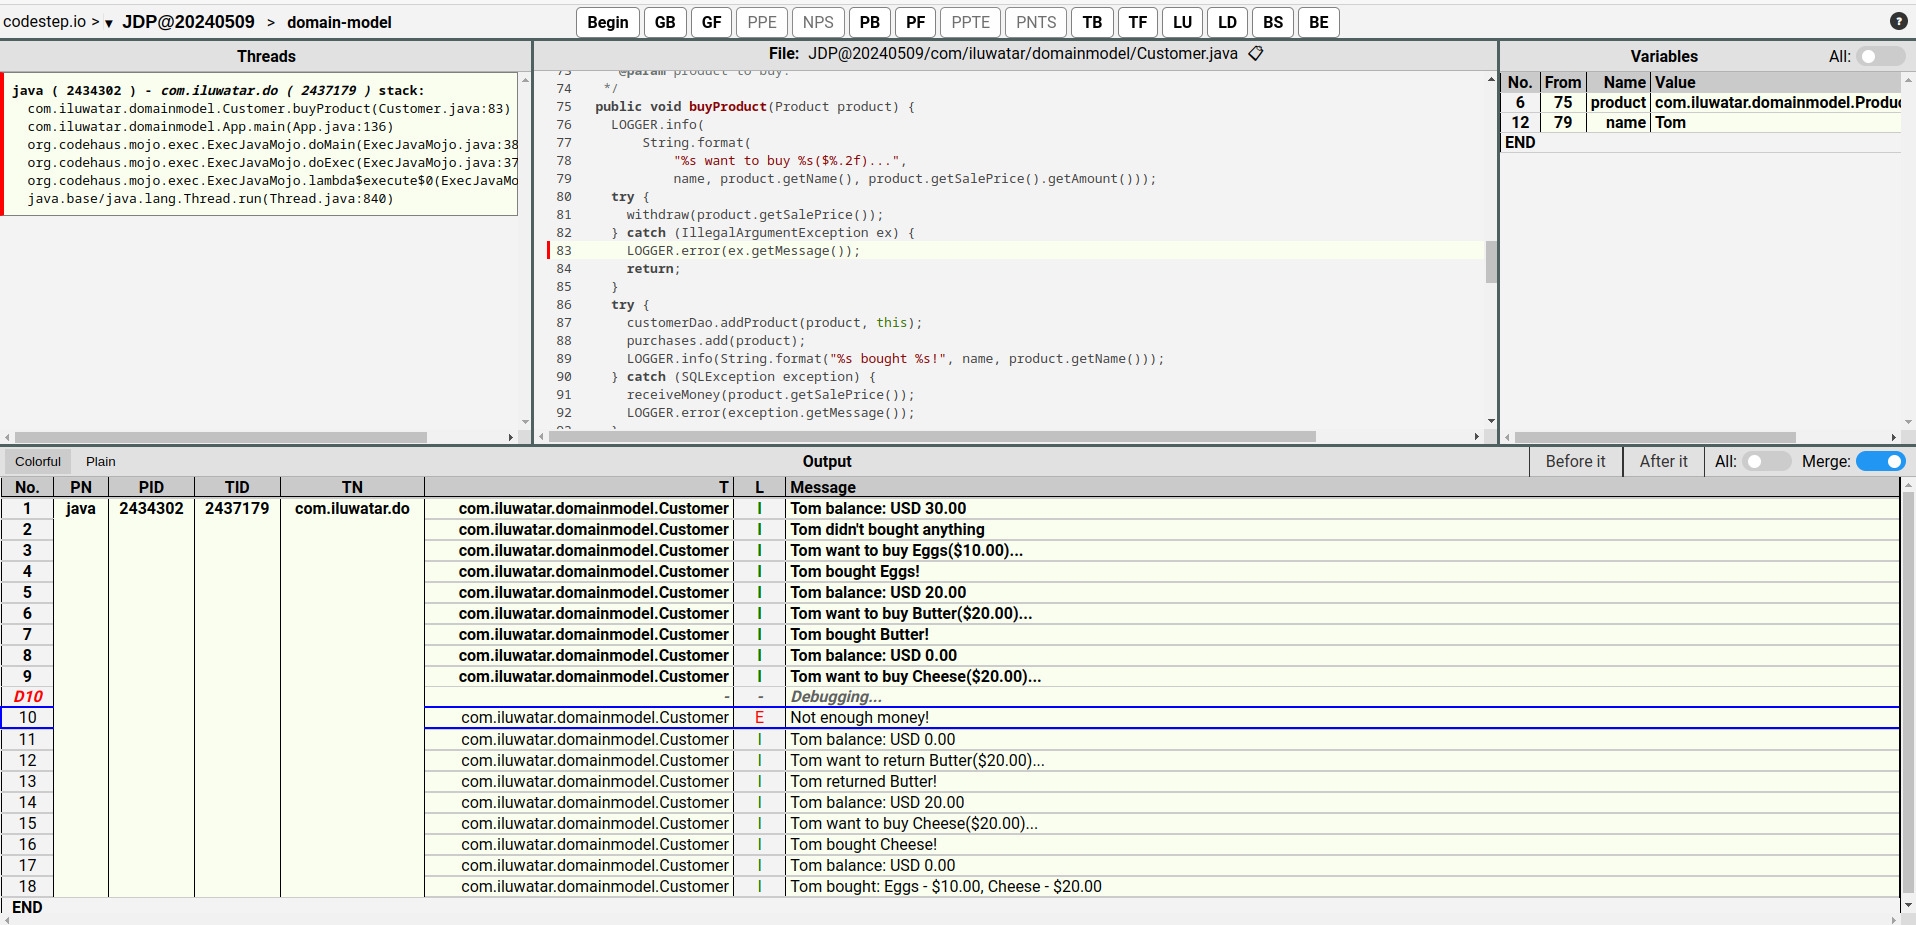 codestep.io > ▼ JDP@20240509 > domain-model
Begin GB GF PPE NPS PB PF PPTE PNTS TB TF LU LD BS BE ?
Threads
java ( 2434302 ) - com.iluwatar.do ( 2437179 ) stack:
com.iluwatar.domainmodel.Customer.buyProduct(Customer.java:83)
com.iluwatar.domainmodel.App.main(App.java:136)
org.codehaus.mojo.exec.ExecJavaMojo.doMain(ExecJavaMojo.java:38
org.codehaus.mojo.exec.ExecJavaMojo.doExec(ExecJavaMojo.java:37
org.codehaus.mojo.exec.ExecJavaMojo.lambda$execute$0(ExecJavaMo
java.base/java.lang.Thread.run(Thread.java:840)
File: JDP@20240509/com/iluwatar/domainmodel/Customer.java
73 @param product to buy.
74 */
75 public void buyProduct(Product product) {
76 LOGGER.info(
77 String.format(
78 "%s want to buy %s($%.2f)...",
79 name, product.getName(), product.getSalePrice().getAmount()));
80 try {
81 withdraw(product.getSalePrice());
82 } catch (IllegalArgumentException ex) {
83 LOGGER.error(ex.getMessage());
84 return;
85 }
86 try {
87 customerDao.addProduct(product, this);
88 purchases.add(product);
89 LOGGER.info(String.format("%s bought %s!", name, product.getName()));
90 } catch (SQLException exception) {
91 receiveMoney(product.getSalePrice());
92 LOGGER.error(exception.getMessage());
Variables All:
No. From Name Value
6 75 product com.iluwatar.domainmodel.Produc
12 79 name Tom
END
Colorful Plain Output Before it After it All: Merge:
No. PN PID TID TN T L Message
1 java 2434302 2437179 com.iluwatar.do com.iluwatar.domainmodel.Customer I Tom balance: USD 30.00
2 com.iluwatar.domainmodel.Customer I Tom didn't bought anything
3 com.iluwatar.domainmodel.Customer I Tom want to buy Eggs($10.00)...
4 com.iluwatar.domainmodel.Customer I Tom bought Eggs!
5 com.iluwatar.domainmodel.Customer I Tom balance: USD 20.00
6 com.iluwatar.domainmodel.Customer I Tom want to buy Butter($20.00)...
7 com.iluwatar.domainmodel.Customer I Tom bought Butter!
8 com.iluwatar.domainmodel.Customer I Tom balance: USD 0.00
9 com.iluwatar.domainmodel.Customer I Tom want to buy Cheese($20.00)...
D10 - - Debugging...
10 com.iluwatar.domainmodel.Customer E Not enough money!
11 com.iluwatar.domainmodel.Customer I Tom balance: USD 0.00
12 com.iluwatar.domainmodel.Customer I Tom want to return Butter($20.00)...
13 com.iluwatar.domainmodel.Customer I Tom returned Butter!
14 com.iluwatar.domainmodel.Customer I Tom balance: USD 20.00
15 com.iluwatar.domainmodel.Customer I Tom want to buy Cheese($20.00)...
16 com.iluwatar.domainmodel.Customer I Tom bought Cheese!
17 com.iluwatar.domainmodel.Customer I Tom balance: USD 0.00
18 com.iluwatar.domainmodel.Customer I Tom bought: Eggs - $10.00, Cheese - $20.00
END